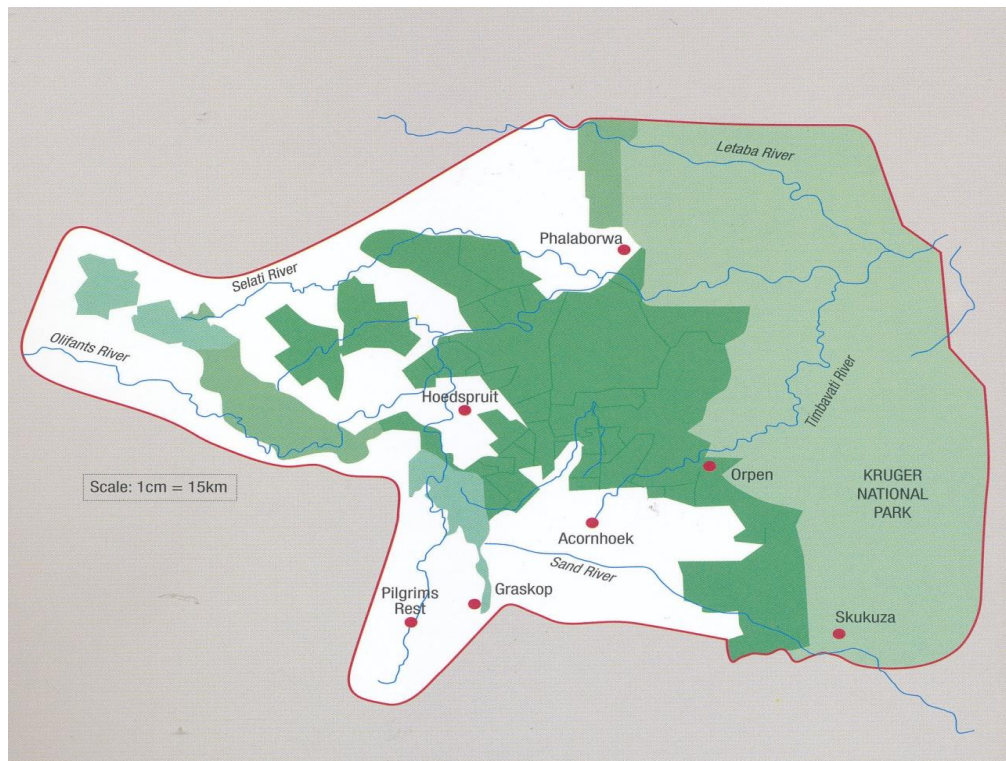 Letaba River
Phalaborwa
Selati River
Olifants River
Timbavati River
Hoedspruit
Scale: 1cm = 15km
Orpen
KRUGER
NATIONAL
PARK
Acornhoek
Sand River
Pilgrims
Rest
Graskop
Skukuza